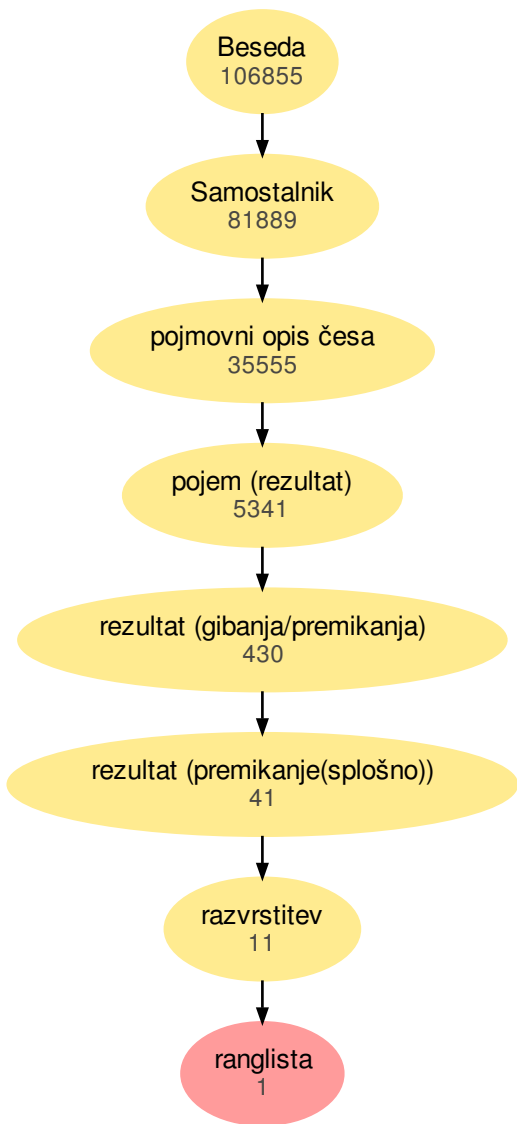 Beseda
106855
Samostalnik
81889
pojmovni opis česa
35555
pojem (rezultat)
5341
rezultat (gibanja/premikanja)
430
rezultat (premikanje(splošno))
41
razvrstitev
11
ranglista
1